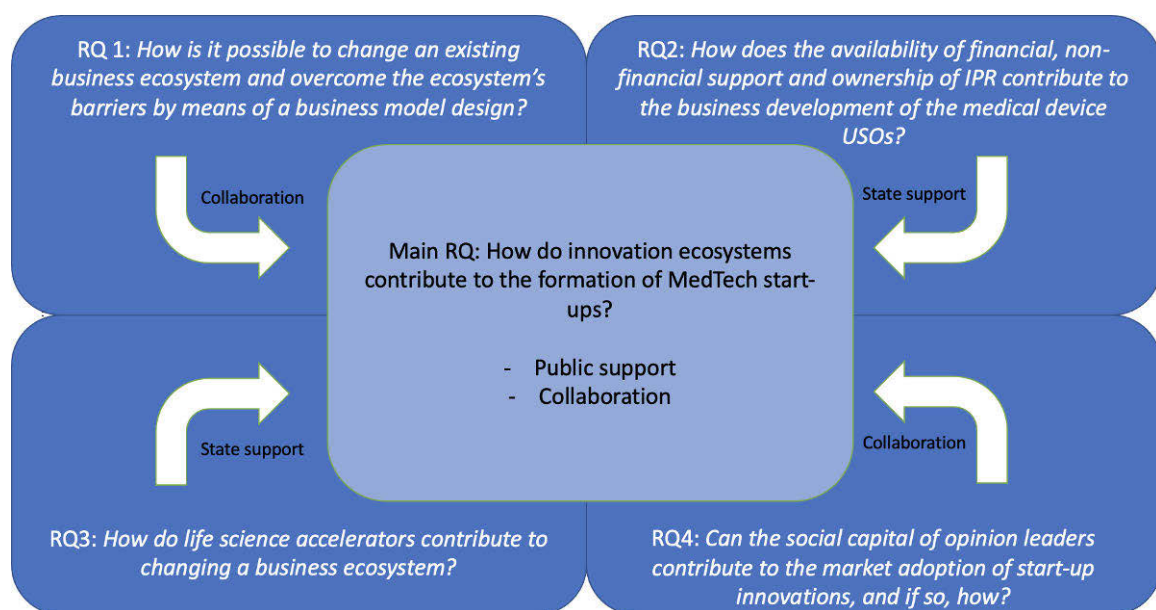 RQ 1: How is it possible to change an existing
business ecosystem and overcome the ecosystem's
barriers by means of a business model design?
RQ2: How does the availability of financial, non-
financial support and ownership of IPR contribute to
the business development of the medical device
USOs?
Collaboration
State support
Main RQ: How do innovation ecosystems
contribute to the formation of MedTech start-
ups?
- Public support
- Collaboration
State support
Collaboration
RQ3: How do life science accelerators contribute to
changing a business ecosystem?
RQ4: Can the social capital of opinion leaders
contribute to the market adoption of start-up
innovations, and if so, how?